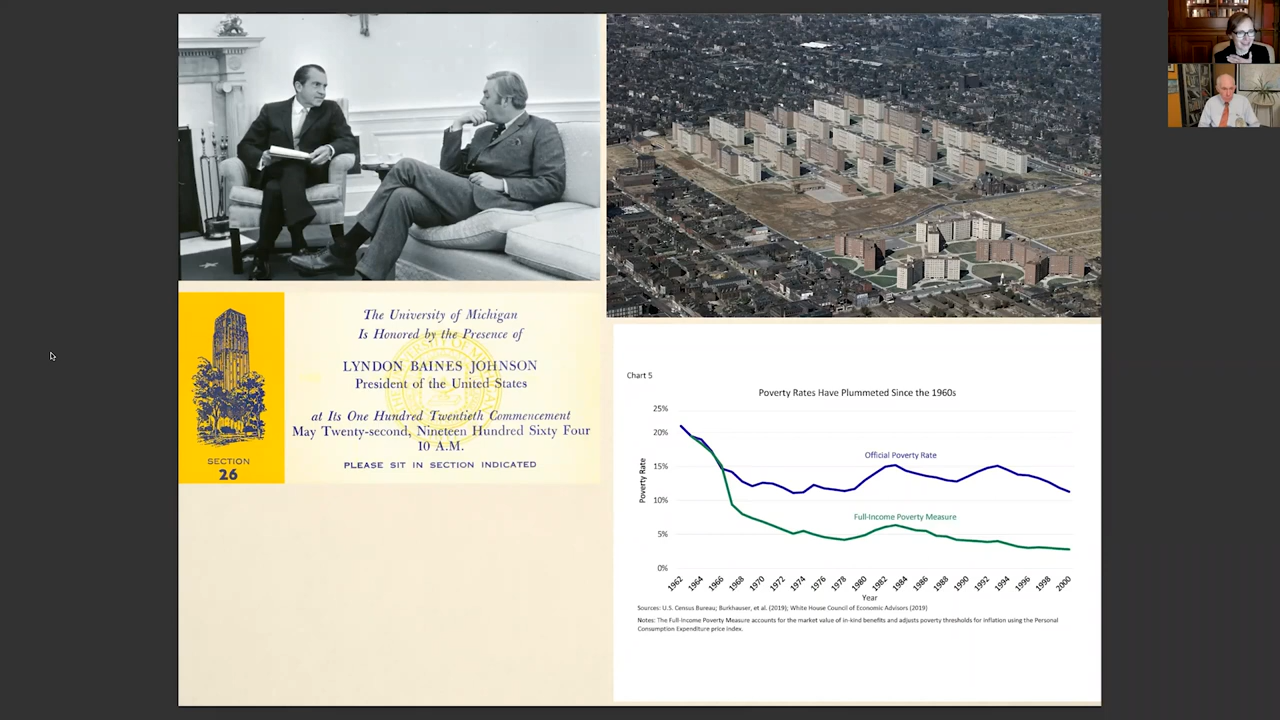 The University of Michigan
Is Honored by the Presence of
LYNDON BAINES JOHNSON
President of the United States
at Its One Hundred Twentieth Commencement
May Twenty-second, Nineteen Hundred Sixty Four
10 A.M.
PLEASE SIT IN SECTION INDICATED
SECTION
26
Chart 5
Poverty Rates Have Plummeted Since the 1960s
25%
20%
15%
10%
5%
0%
Poverty Rate
Official Poverty Rate
Full-Income Poverty Measure
1962 1964 1966 1968 1970 1972 1974 1976 1978 1980 1982 1984 1986 1988 1990 1992 1994 1996 1998 2000
Year
Sources: U.S. Census Bureau; Burkhauser, et al. (2019); White House Council of Economic Advisors (2019)
Notes: The Full-Income Poverty Measure accounts for the market value of in-kind benefits and adjusts poverty thresholds for inflation using the Personal
Consumption Expenditure price index.